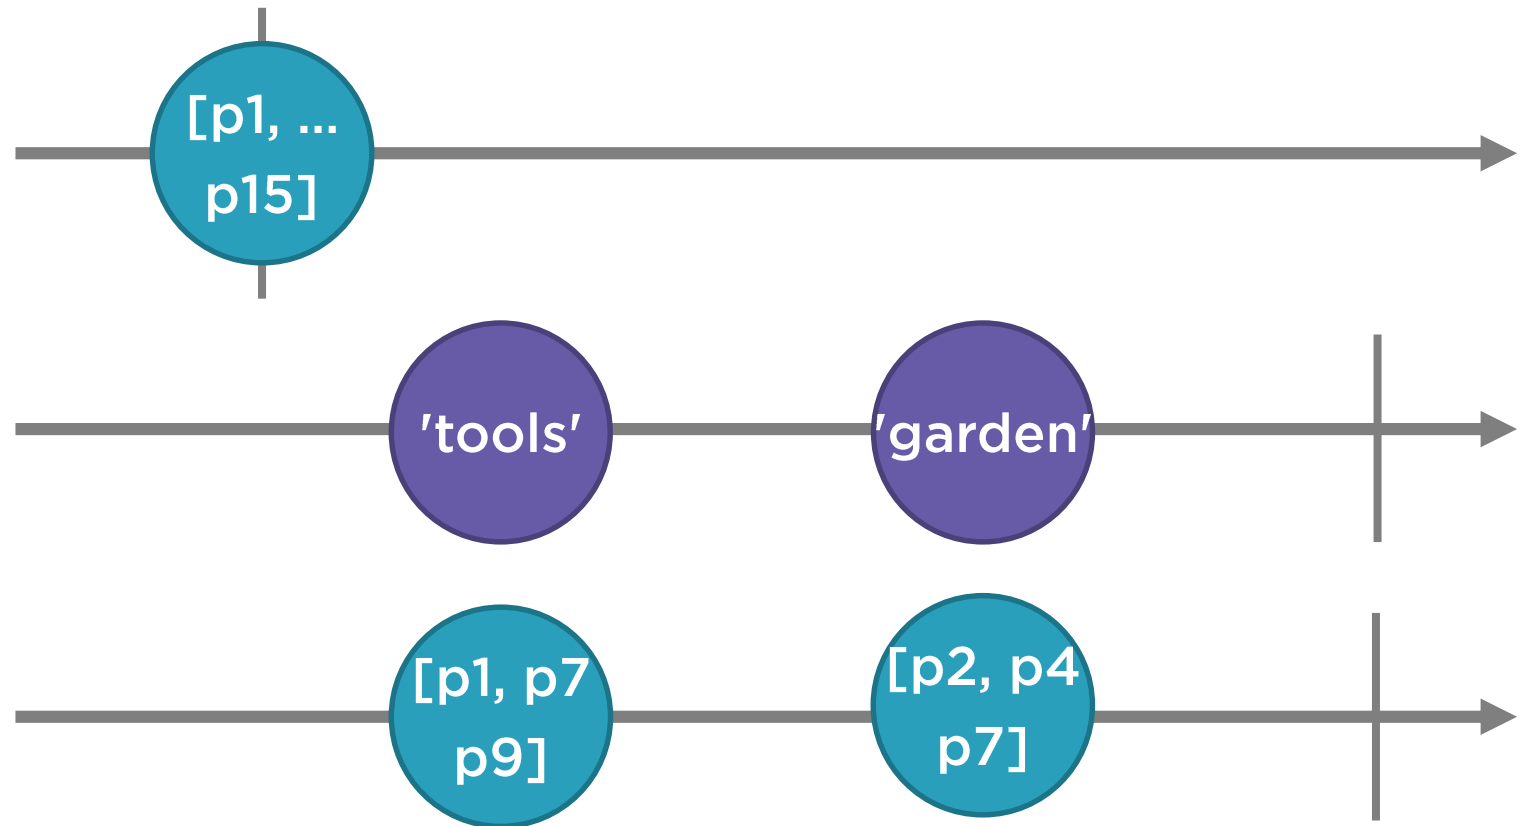 [p1, ...
p15]
'tools'
'garden'
[p1, p7
p9]
[p2, p4
p7]